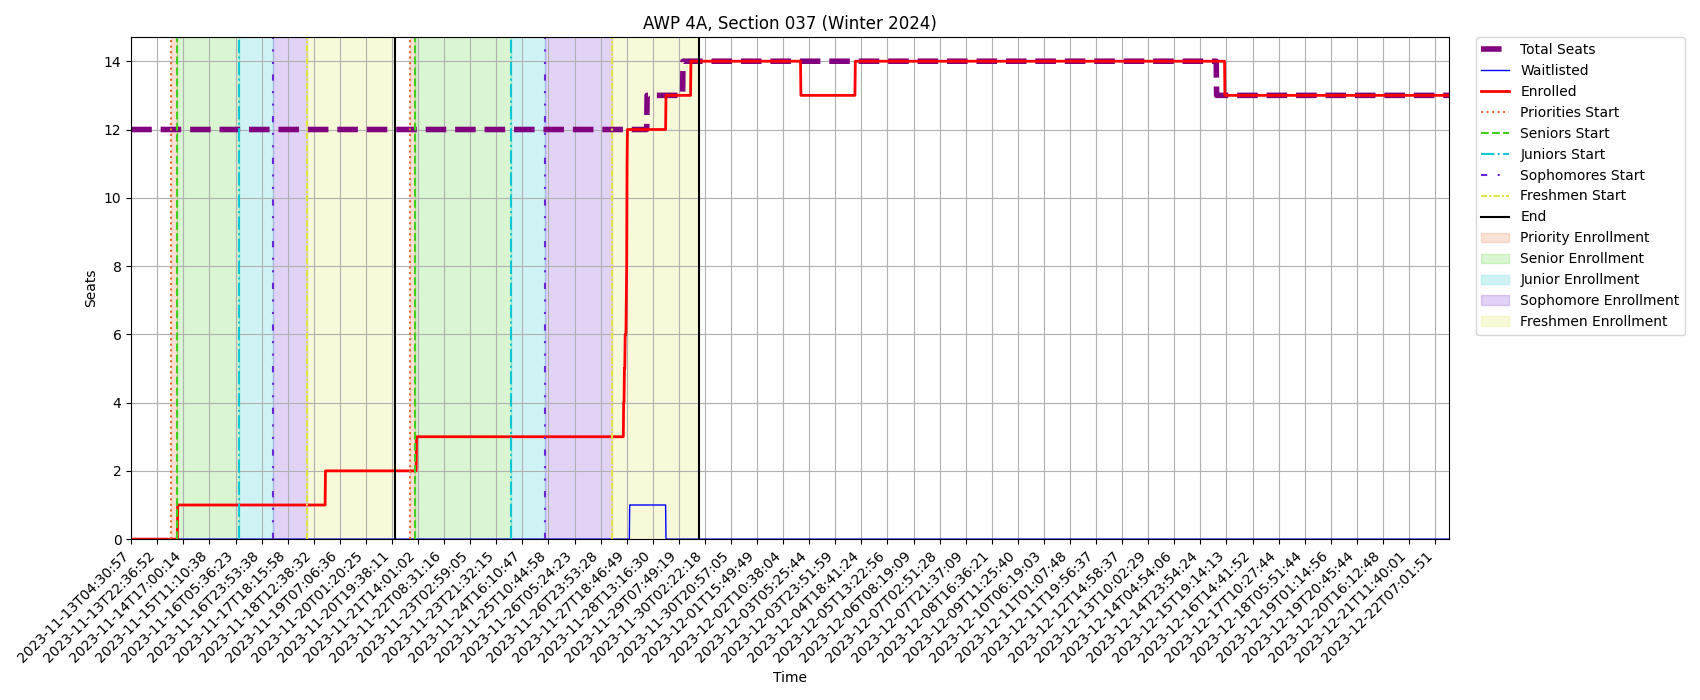 AWP 4A, Section 037 (Winter 2024)
Total Seats
Waitlisted
Enrolled
Priorities Start
Seniors Start
Juniors Start
Sophomores Start
Freshmen Start
End
Priority Enrollment
Senior Enrollment
Junior Enrollment
Sophomore Enrollment
Freshmen Enrollment
Seats
14
12
10
8
6
4
2
0
2023-11-13T04:30:57
2023-11-13T22:36:52
2023-11-14T17:00:14
2023-11-15T11:10:38
2023-11-16T05:36:23
2023-11-16T23:53:38
2023-11-17T18:15:58
2023-11-18T12:38:32
2023-11-19T07:06:36
2023-11-20T01:20:25
2023-11-20T19:38:11
2023-11-21T14:01:02
2023-11-22T08:31:16
2023-11-23T02:59:05
2023-11-23T21:32:15
2023-11-24T16:10:47
2023-11-25T10:44:58
2023-11-26T05:24:23
2023-11-26T23:53:28
2023-11-27T18:46:49
2023-11-28T13:16:30
2023-11-29T07:49:19
2023-11-30T02:22:18
2023-11-30T20:57:05
2023-12-01T15:49:49
2023-12-02T10:38:04
2023-12-03T05:25:44
2023-12-03T23:51:59
2023-12-04T18:41:24
2023-12-05T13:22:56
2023-12-06T08:19:09
2023-12-07T02:51:28
2023-12-07T21:37:09
2023-12-08T16:36:21
2023-12-09T11:25:40
2023-12-10T06:19:03
2023-12-11T01:07:48
2023-12-11T19:56:37
2023-12-12T14:58:37
2023-12-13T10:02:29
2023-12-14T04:54:06
2023-12-14T23:54:24
2023-12-15T19:14:13
2023-12-16T14:41:52
2023-12-17T10:27:44
2023-12-18T05:51:44
2023-12-19T01:14:56
2023-12-19T20:45:44
2023-12-20T16:12:48
2023-12-21T11:40:01
2023-12-22T07:01:51
Time